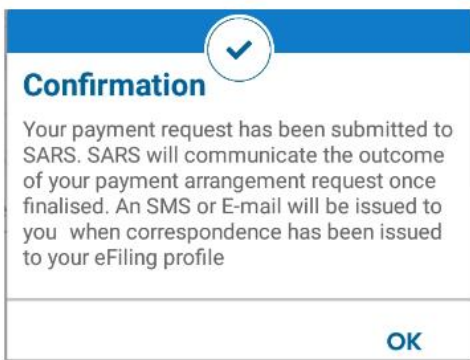 Confirmation
Your payment request has been submitted to
SARS. SARS will communicate the outcome
of your payment arrangement request once
finalised. An SMS or E-mail will be issued to
you  when correspondence has been issued
to your eFiling profile
OK